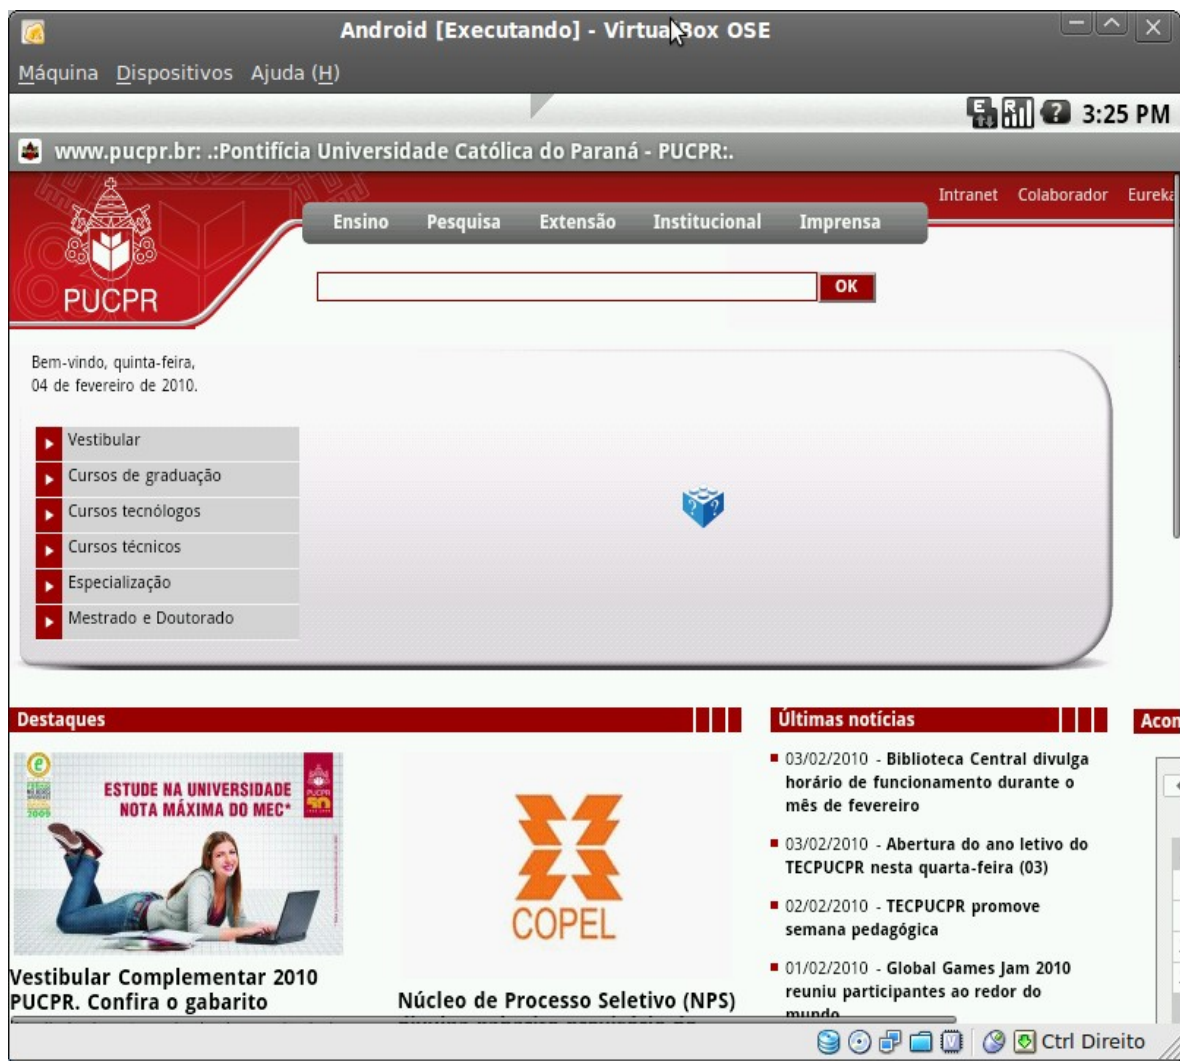 Android [Executando] - VirtualBox OSE
Máquina Dispositivos Ajuda (H)
3:25 PM
www.pucpr.br: .:Pontifícia Universidade Católica do Paraná - PUCPR:.
Intranet Colaborador Eureka
Ensino Pesquisa Extensão Institucional Imprensa
OK
PUCPR
Bem-vindo, quinta-feira,
04 de fevereiro de 2010.
Vestibular
Cursos de graduação
Cursos tecnólogos
Cursos técnicos
Especialização
Mestrado e Doutorado
Destaques
ESTUDE NA UNIVERSIDADE
NOTA MÁXIMA DO MEC*
2009
PUCPR
50
COPEL
Vestibular Complementar 2010
PUCPR. Confira o gabarito
Núcleo de Processo Seletivo (NPS)
Últimas notícias
03/02/2010 - Biblioteca Central divulga
horário de funcionamento durante o
mês de fevereiro
03/02/2010 - Abertura do ano letivo do
TECPUCPR nesta quarta-feira (03)
02/02/2010 - TECPUCPR promove
semana pedagógica
01/02/2010 - Global Games Jam 2010
reuniu participantes ao redor do
mundo
Acon
Ctrl Direito